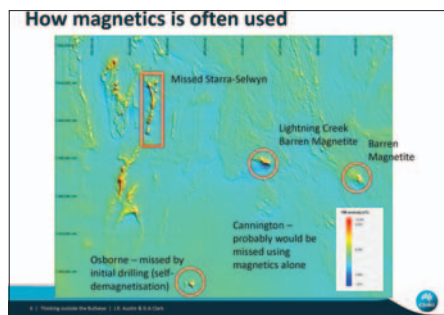 How magnetics is often used
Missed Starra-Selwyn
Lightning Creek
Barren Magnetite
Barren
Magnetite
Cannington –
probably would be
missed using
magnetics alone
Osborne – missed by
initial drilling (self-
demagnetisation)
Thinking outside the Bullseye | J.R. Austin & D.A Clark
CSIRO